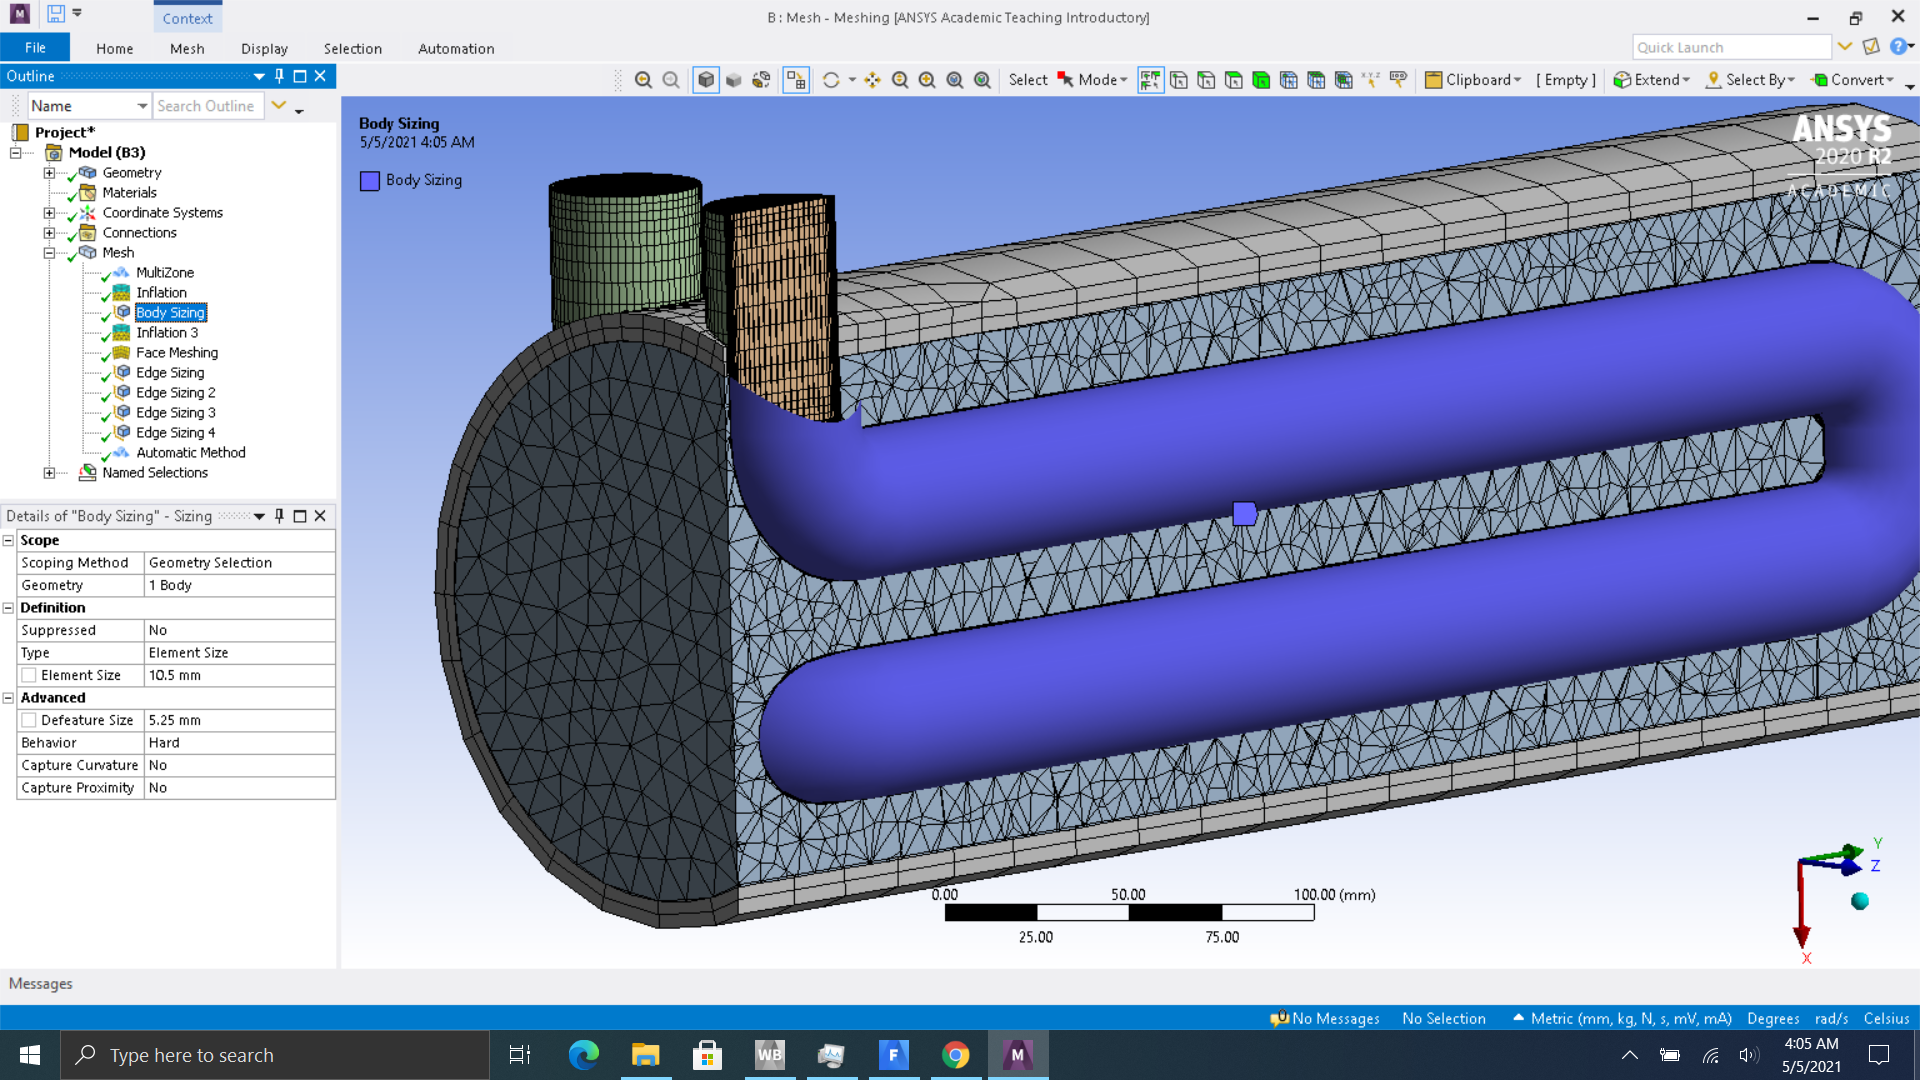 Context
B : Mesh - Meshing [ANSYS Academic Teaching Introductory]
File Home Mesh Display Selection Automation
Quick Launch
Outline
Select Mode Clipboard [ Empty ] Extend Select By Convert
Name Search Outline
Project*
Model (B3)
Geometry
Materials
Coordinate Systems
Connections
Mesh
MultiZone
Inflation
Body Sizing
Inflation 3
Face Meshing
Edge Sizing
Edge Sizing 2
Edge Sizing 3
Edge Sizing 4
Automatic Method
Named Selections
Details of "Body Sizing" - Sizing
Scope
Scoping Method Geometry Selection
Geometry 1 Body
Definition
Suppressed No
Type Element Size
Element Size 10.5 mm
Advanced
Defeature Size 5.25 mm
Behavior Hard
Capture Curvature No
Capture Proximity No
Body Sizing
5/5/2021 4:05 AM
Body Sizing
ANSYS
2020 R2
ACADEMIC
0.00 50.00 100.00 (mm)
25.00 75.00
Y
Z
X
Messages
No Messages No Selection Metric (mm, kg, N, s, mV, mA) Degrees rad/s Celsius
Type here to search
WB
F
M
4:05 AM
5/5/2021